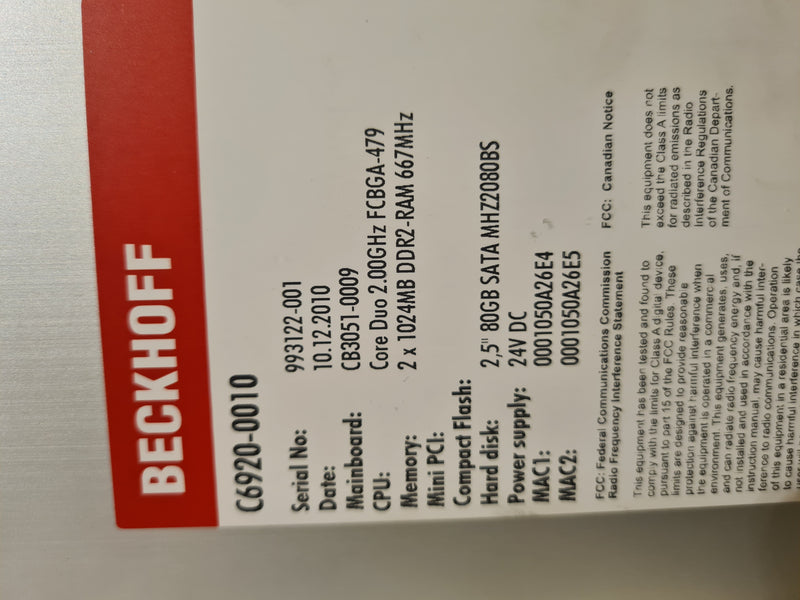 BECKHOFF
C6920-0010
Serial No: 993122-001
Date: 10.12.2010
Mainboard: CB3051-0009
CPU: Core Duo 2.00GHz FCBGA-479
Memory: 2 x 1024MB DDR2-RAM 667MHz
Mini PCI:
Compact Flash:
Hard disk: 2,5" 80GB SATA MHZ2080BS
Power supply: 24V DC
MAC1: 0001050A26E4
MAC2: 0001050A26E5
FCC: Federal Communications Commission
Radio Frequency Interference Statement
This equipment has been tested and found to
comply with the limits for Class A digital device,
pursuant to part 15 of the FCC Rules. These
limits are designed to provide reasonable
protection against harmful interference when
the equipment is operated in a commercial
environment. This equipment generates, uses,
and can radiate radio frequency energy and, if
not installed and used in accordance with the
instruction manual, may cause harmful inter-
ference to radio communications. Operation
of this equipment in a residential area is likely
to cause harmful interference in which case the
FCC: Canadian Notice
This equipment does not
exceed the Class A limits
for radiated emissions as
described in the Radio
Interference Regulations
of the Canadian Depart-
ment of Communications.